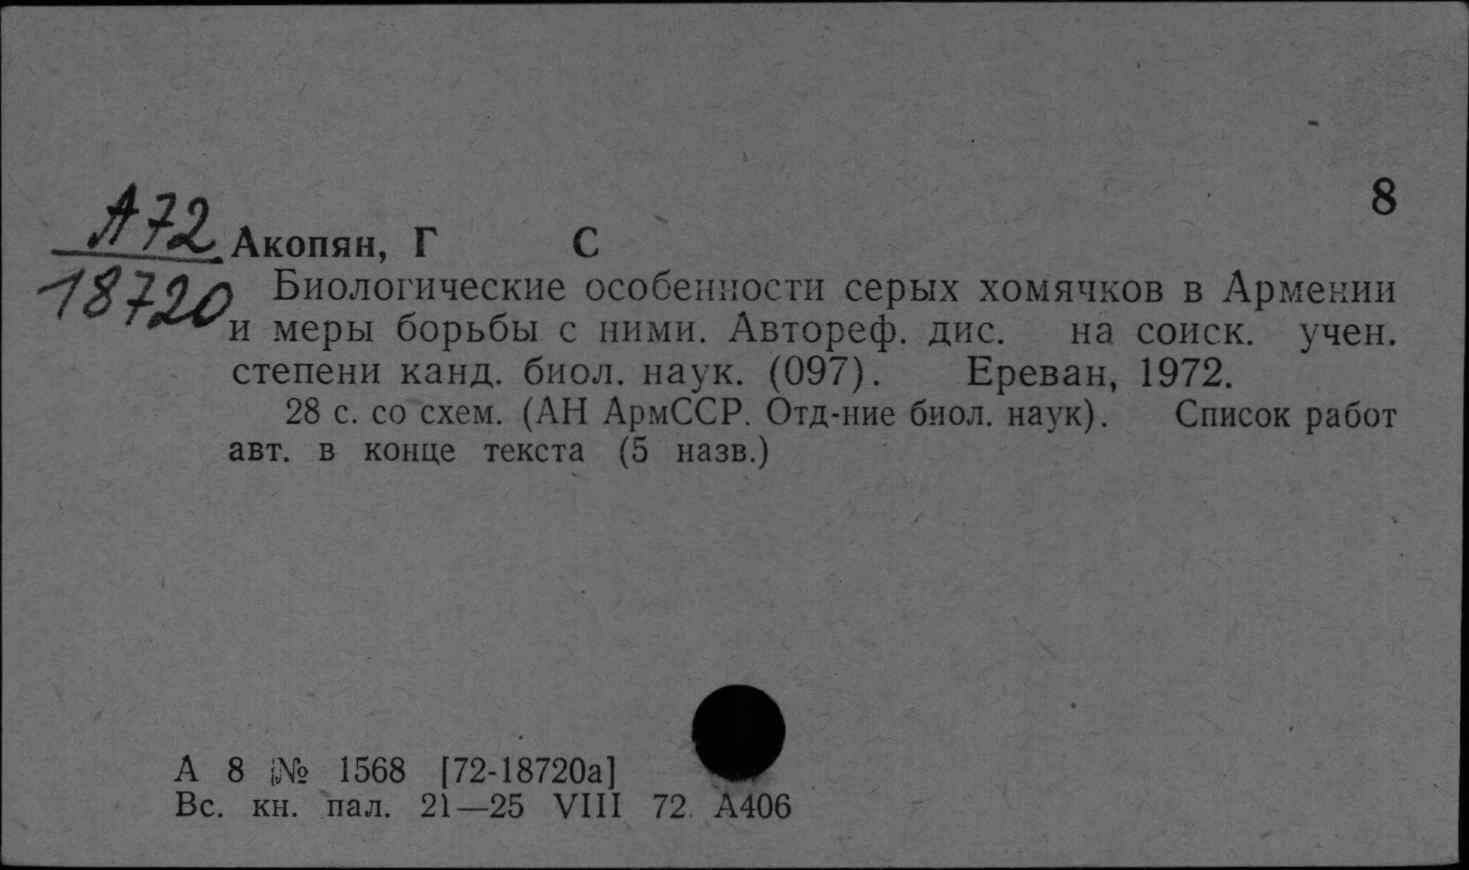 8
А72
18720
Акопян, Г С
Биологические особенности серых хомячков в Армении
и меры борьбы с ними. Автореф. дис. на соиск. учен.
степени канд. биол. наук. (097). Ереван, 1972.
28 с. со схем. (АН АрмССР. Отд-ние биол. наук). Список работ
авт. в конце текста (5 назв.)
А 8 № 1568 [72-18720а]
Вс. кн. пал. 21—25 VIII 72. А406